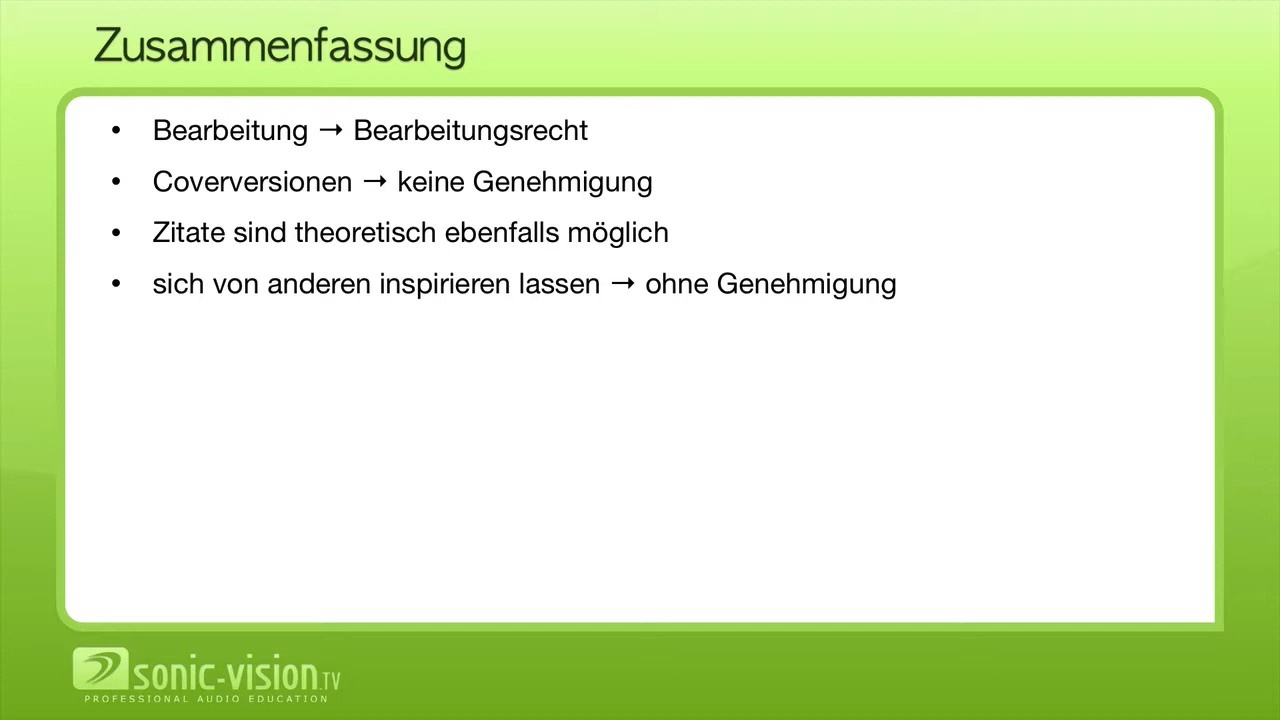 Zusammenfassung
• Bearbeitung → Bearbeitungsrecht
• Coverversionen → keine Genehmigung
• Zitate sind theoretisch ebenfalls möglich
• sich von anderen inspirieren lassen → ohne Genehmigung
sonic-vision.TV
PROFESSIONAL AUDIO EDUCATION